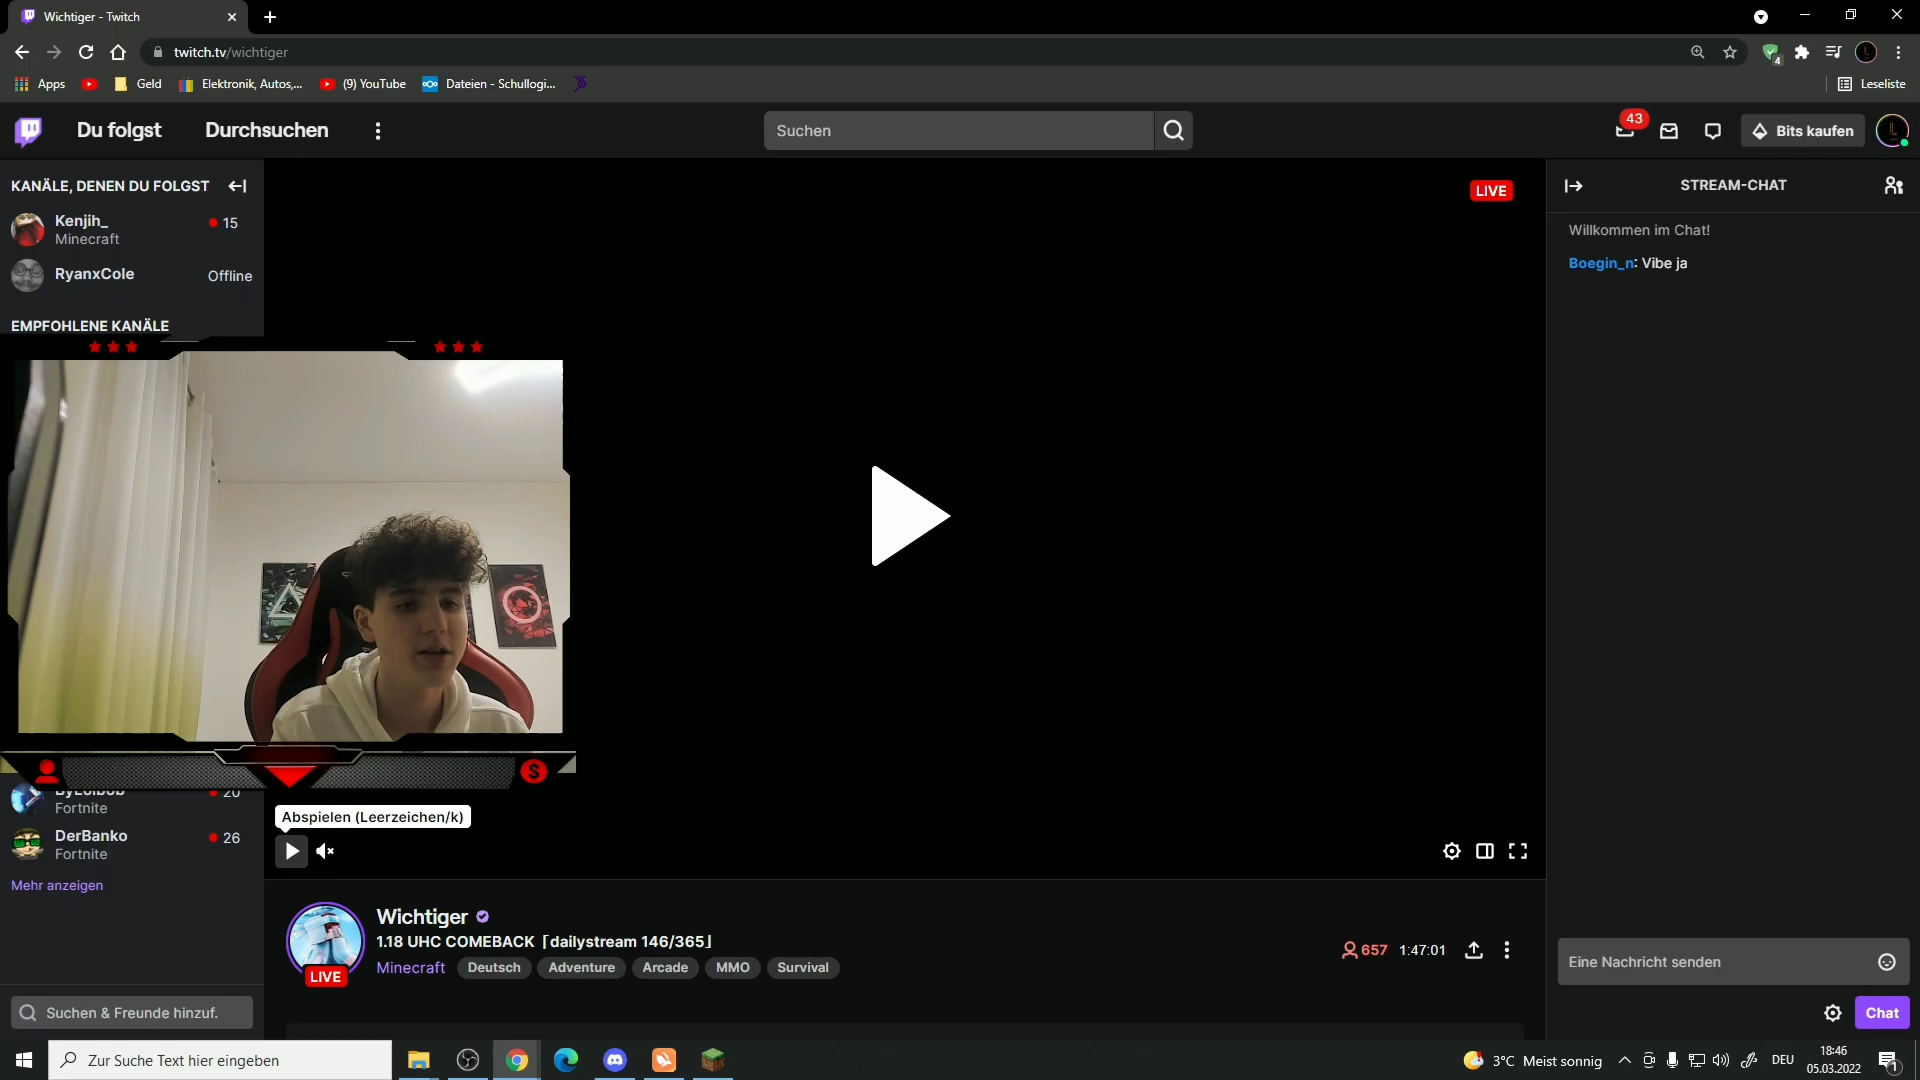 Wichtiger - Twitch
twitch.tv/wichtiger
4
Apps
Geld
Elektronik, Autos,...
(9) YouTube
Dateien - Schullogi...
Leseliste
Du folgst
Durchsuchen
Suchen
43
Bits kaufen
KANÄLE, DENEN DU FOLGST
Kenjih_
15
Minecraft
RyanxCole
Offline
EMPFOHLENE KANÄLE
LIVE
STREAM-CHAT
Willkommen im Chat!
Boegin_n: Vibe ja
20
Fortnite
DerBanko
26
Fortnite
Mehr anzeigen
Abspielen (Leerzeichen/k)
Wichtiger
1.18 UHC COMEBACK「dailystream 146/365」
Minecraft
Deutsch
Adventure
Arcade
MMO
Survival
LIVE
657
1:47:01
Eine Nachricht senden
Chat
Suchen & Freunde hinzuf.
Zur Suche Text hier eingeben
3°C Meist sonnig
DEU
18:46
05.03.2022
1